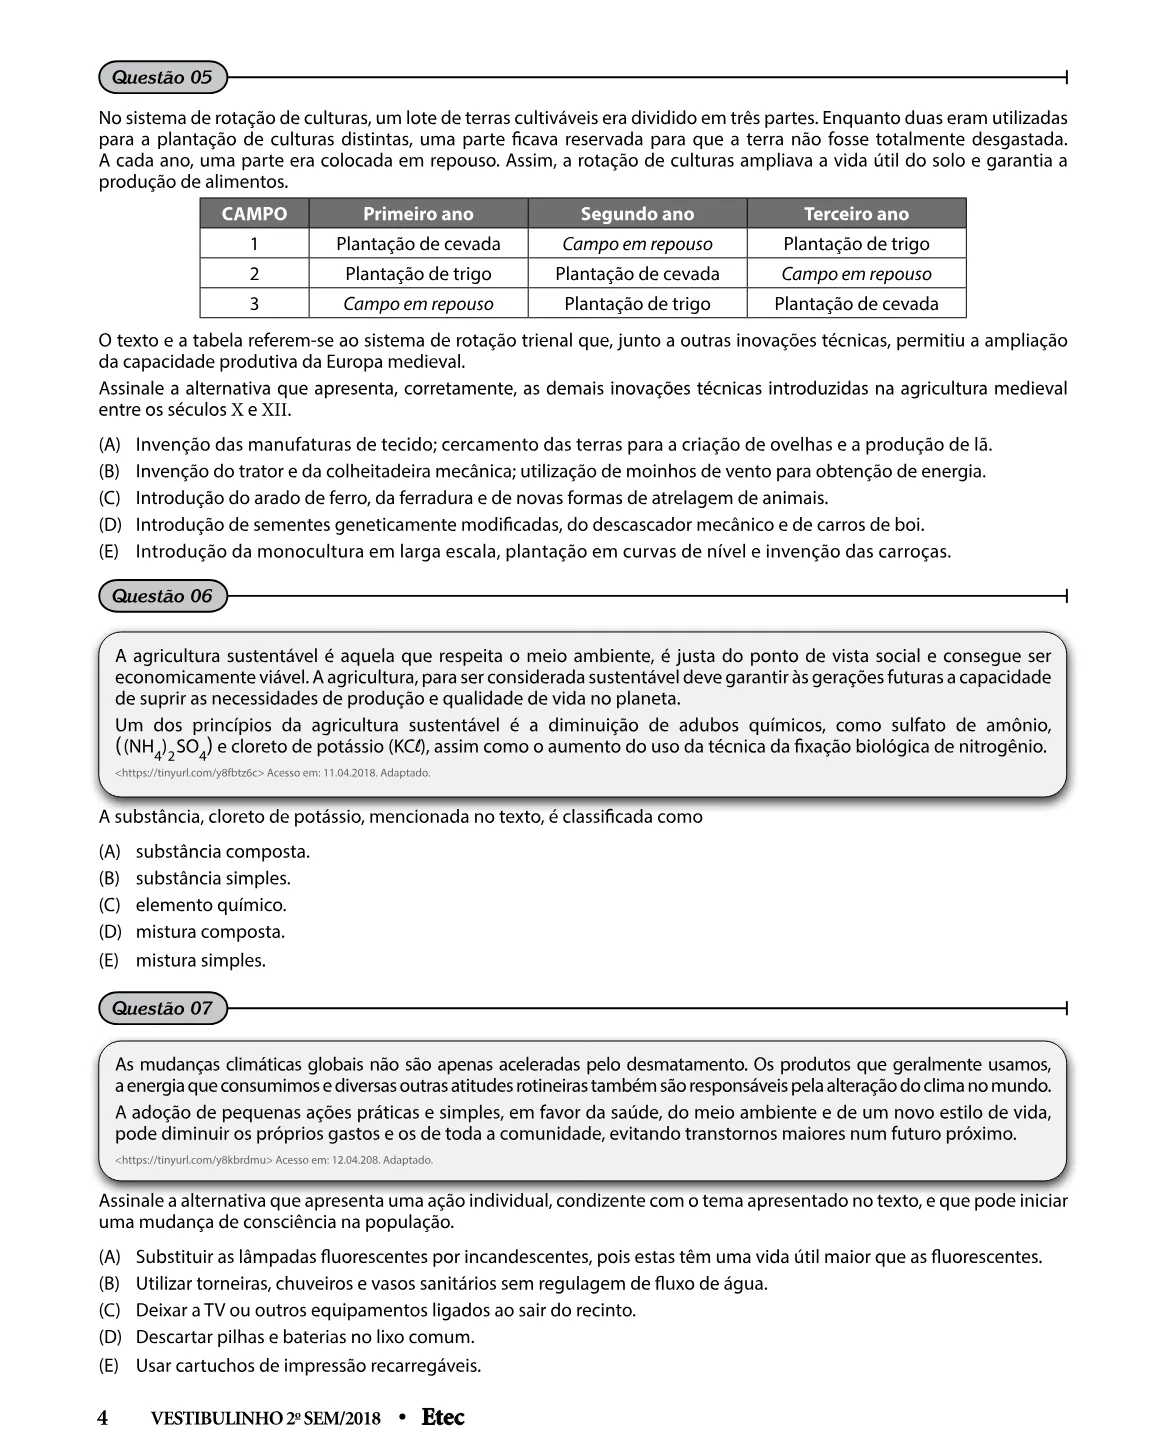 Questão 05
No sistema de rotação de culturas, um lote de terras cultiváveis era dividido em três partes. Enquanto duas eram utilizadas
para a plantação de culturas distintas, uma parte ficava reservada para que a terra não fosse totalmente desgastada.
A cada ano, uma parte era colocada em repouso. Assim, a rotação de culturas ampliava a vida útil do solo e garantia a
produção de alimentos.
CAMPO Primeiro ano Segundo ano Terceiro ano
1 Plantação de cevada Campo em repouso Plantação de trigo
2 Plantação de trigo Plantação de cevada Campo em repouso
3 Campo em repouso Plantação de trigo Plantação de cevada
O texto e a tabela referem-se ao sistema de rotação trienal que, junto a outras inovações técnicas, permitiu a ampliação
da capacidade produtiva da Europa medieval.
Assinale a alternativa que apresenta, corretamente, as demais inovações técnicas introduzidas na agricultura medieval
entre os séculos X e XII.
(A) Invenção das manufaturas de tecido; cercamento das terras para a criação de ovelhas e a produção de lã.
(B) Invenção do trator e da colheitadeira mecânica; utilização de moinhos de vento para obtenção de energia.
(C) Introdução do arado de ferro, da ferradura e de novas formas de atrelagem de animais.
(D) Introdução de sementes geneticamente modificadas, do descascador mecânico e de carros de boi.
(E) Introdução da monocultura em larga escala, plantação em curvas de nível e invenção das carroças.
Questão 06
A agricultura sustentável é aquela que respeita o meio ambiente, é justa do ponto de vista social e consegue ser
economicamente viável. A agricultura, para ser considerada sustentável deve garantir às gerações futuras a capacidade
de suprir as necessidades de produção e qualidade de vida no planeta.
Um dos princípios da agricultura sustentável é a diminuição de adubos químicos, como sulfato de amônio,
((NH4)2SO4) e cloreto de potássio (KCℓ), assim como o aumento do uso da técnica da fixação biológica de nitrogênio.
<https://tinyurl.com/y8fbtz6c> Acesso em: 11.04.2018. Adaptado.
A substância, cloreto de potássio, mencionada no texto, é classificada como
(A) substância composta.
(B) substância simples.
(C) elemento químico.
(D) mistura composta.
(E) mistura simples.
Questão 07
As mudanças climáticas globais não são apenas aceleradas pelo desmatamento. Os produtos que geralmente usamos,
a energia que consumimos e diversas outras atitudes rotineiras também são responsáveis pela alteração do clima no mundo.
A adoção de pequenas ações práticas e simples, em favor da saúde, do meio ambiente e de um novo estilo de vida,
pode diminuir os próprios gastos e os de toda a comunidade, evitando transtornos maiores num futuro próximo.
<https://tinyurl.com/y8kbrdmu> Acesso em: 12.04.208. Adaptado.
Assinale a alternativa que apresenta uma ação individual, condizente com o tema apresentado no texto, e que pode iniciar
uma mudança de consciência na população.
(A) Substituir as lâmpadas fluorescentes por incandescentes, pois estas têm uma vida útil maior que as fluorescentes.
(B) Utilizar torneiras, chuveiros e vasos sanitários sem regulagem de fluxo de água.
(C) Deixar a TV ou outros equipamentos ligados ao sair do recinto.
(D) Descartar pilhas e baterias no lixo comum.
(E) Usar cartuchos de impressão recarregáveis.
4 VESTIBULINHO 2º SEM/2018 • Etec